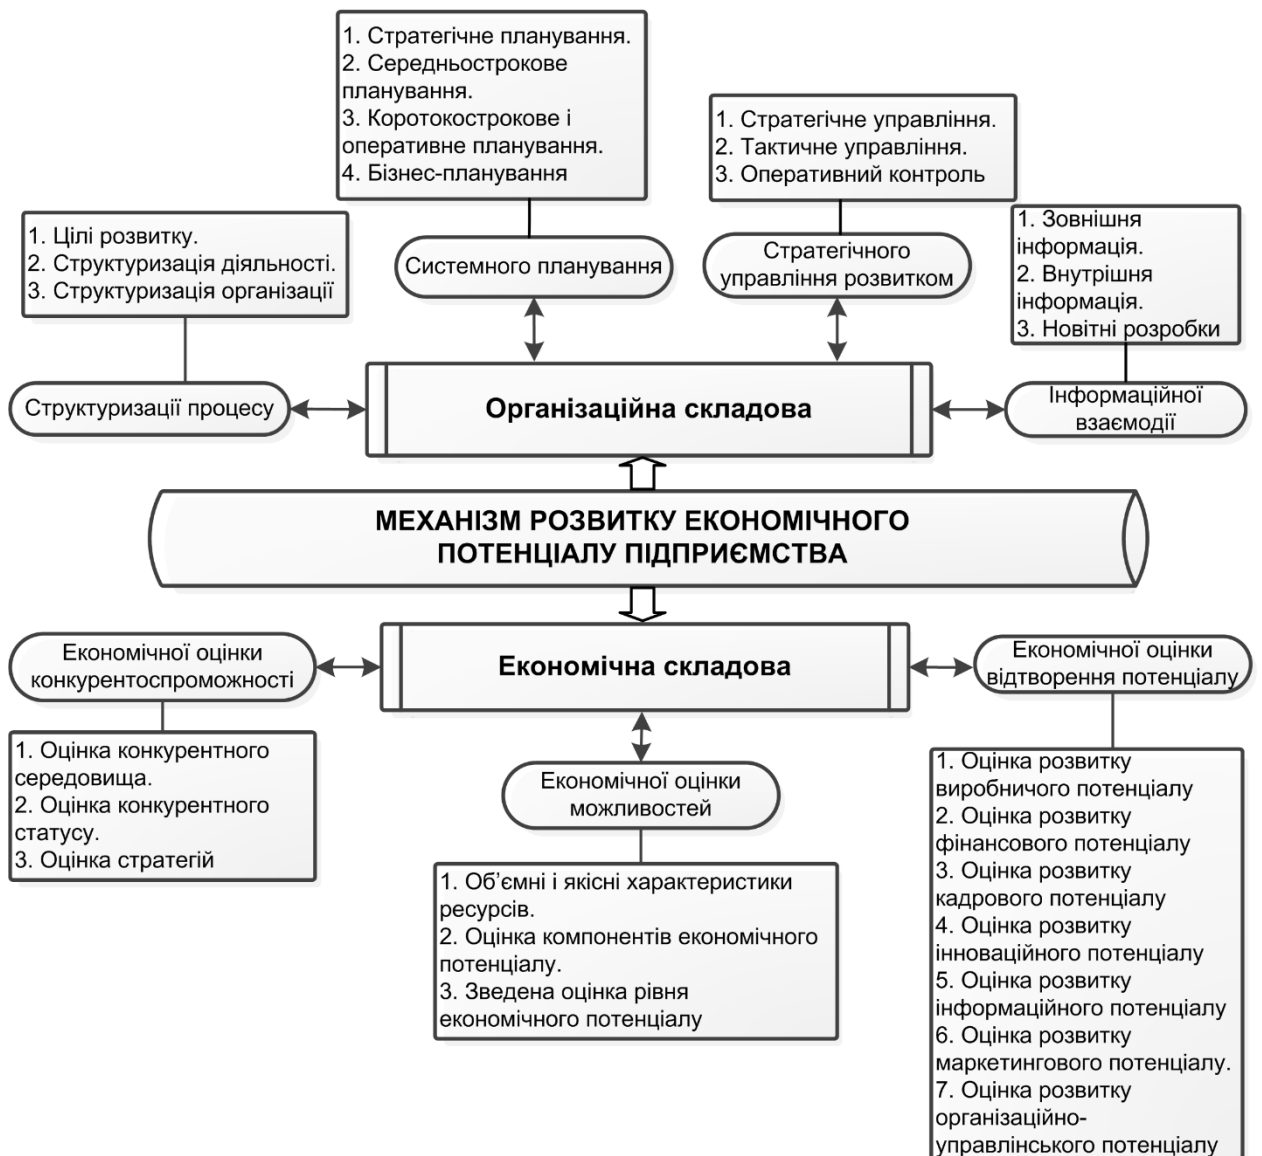 1. Стратегічне планування.
2. Середньострокове
планування.
3. Коротокострокове і
оперативне планування.
4. Бізнес-планування
1. Стратегічне управління.
2. Тактичне управління.
3. Оперативний контроль
1. Цілі розвитку.
2. Структуризація діяльності.
3. Структуризація організації
1. Зовнішня
інформація.
2. Внутрішня
інформація.
3. Новітні розробки
Системного планування
Стратегічного
управління розвитком
Структуризації процесу
Організаційна складова
Інформаційної
взаємодії
МЕХАНІЗМ РОЗВИТКУ ЕКОНОМІЧНОГО
ПОТЕНЦІАЛУ ПІДПРИЄМСТВА
Економічної оцінки
конкурентоспроможності
Економічна складова
Економічної оцінки
відтворення потенціалу
1. Оцінка конкурентного
середовища.
2. Оцінка конкурентного
статусу.
3. Оцінка стратегій
Економічної оцінки
можливостей
1. Об’ємні і якісні характеристики
ресурсів.
2. Оцінка компонентів економічного
потенціалу.
3. Зведена оцінка рівня
економічного потенціалу
1. Оцінка розвитку
виробничого потенціалу
2. Оцінка розвитку
фінансового потенціалу
3. Оцінка розвитку
кадрового потенціалу
4. Оцінка розвитку
інноваційного потенціалу
5. Оцінка розвитку
інформаційного потенціалу
6. Оцінка розвитку
маркетингового потенціалу.
7. Оцінка розвитку
організаційно-
управлінського потенціалу